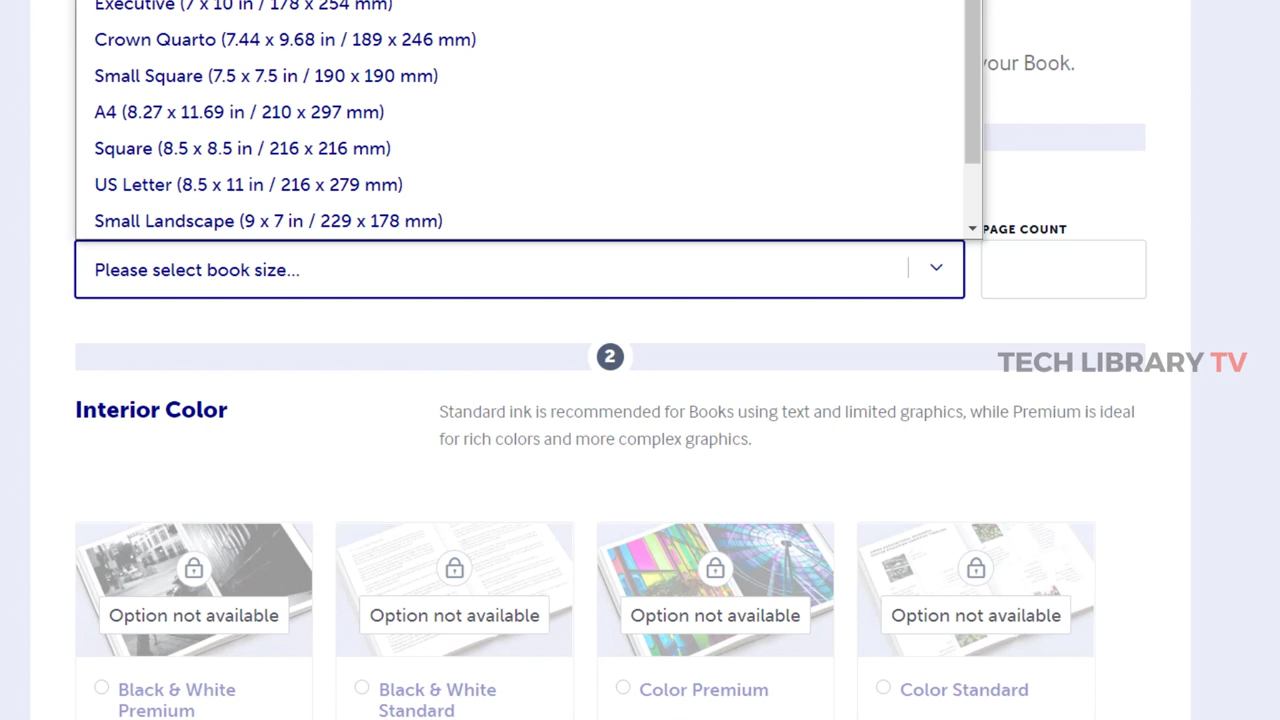 Executive (7 x 10 in / 178 x 254 mm)
Crown Quarto (7.44 x 9.68 in / 189 x 246 mm)
Small Square (7.5 x 7.5 in / 190 x 190 mm)
A4 (8.27 x 11.69 in / 210 x 297 mm)
Square (8.5 x 8.5 in / 216 x 216 mm)
US Letter (8.5 x 11 in / 216 x 279 mm)
Small Landscape (9 x 7 in / 229 x 178 mm)
your Book.
PAGE COUNT
Please select book size...
2
TECH LIBRARY TV
Interior Color
Standard ink is recommended for Books using text and limited graphics, while Premium is ideal
for rich colors and more complex graphics.
Option not available
Option not available
Option not available
Option not available
Black & White
Premium
Black & White
Standard
Color Premium
Color Standard